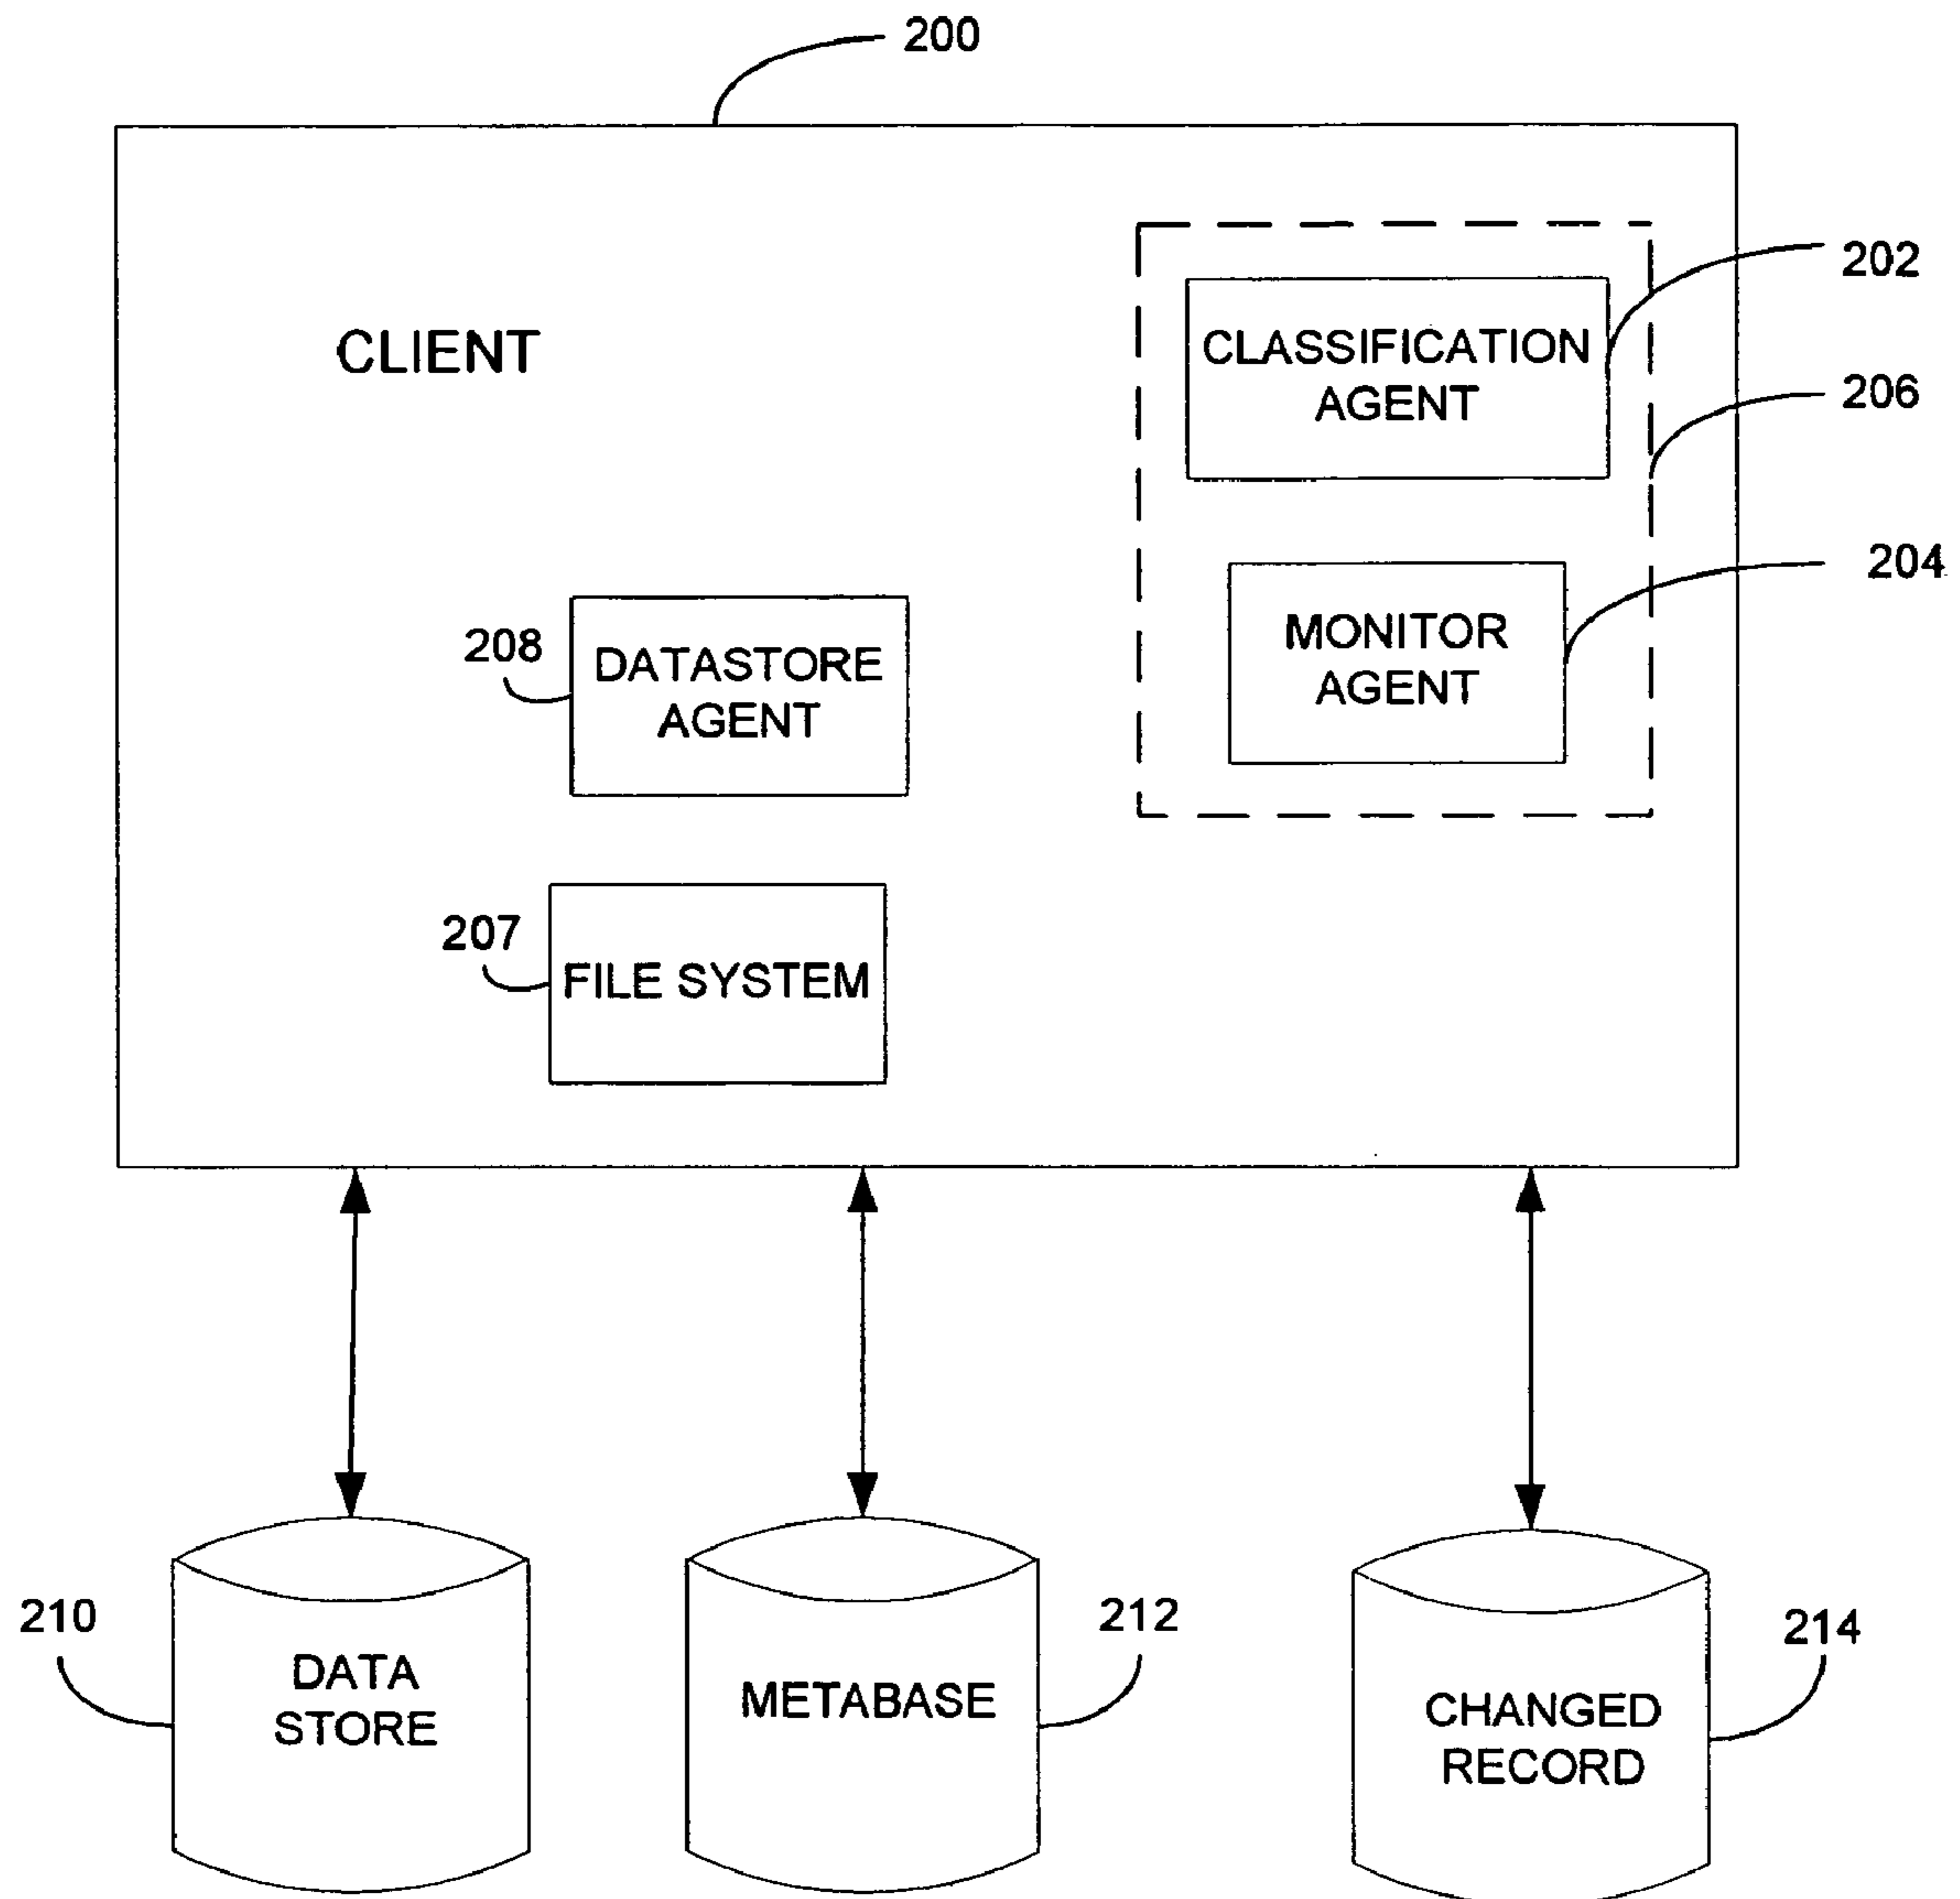 200
CLIENT
CLASSIFICATION
AGENT
202
206
MONITOR
AGENT
204
208
DATASTORE
AGENT
207
FILE SYSTEM
210
DATA
STORE
212
METABASE
214
CHANGED
RECORD